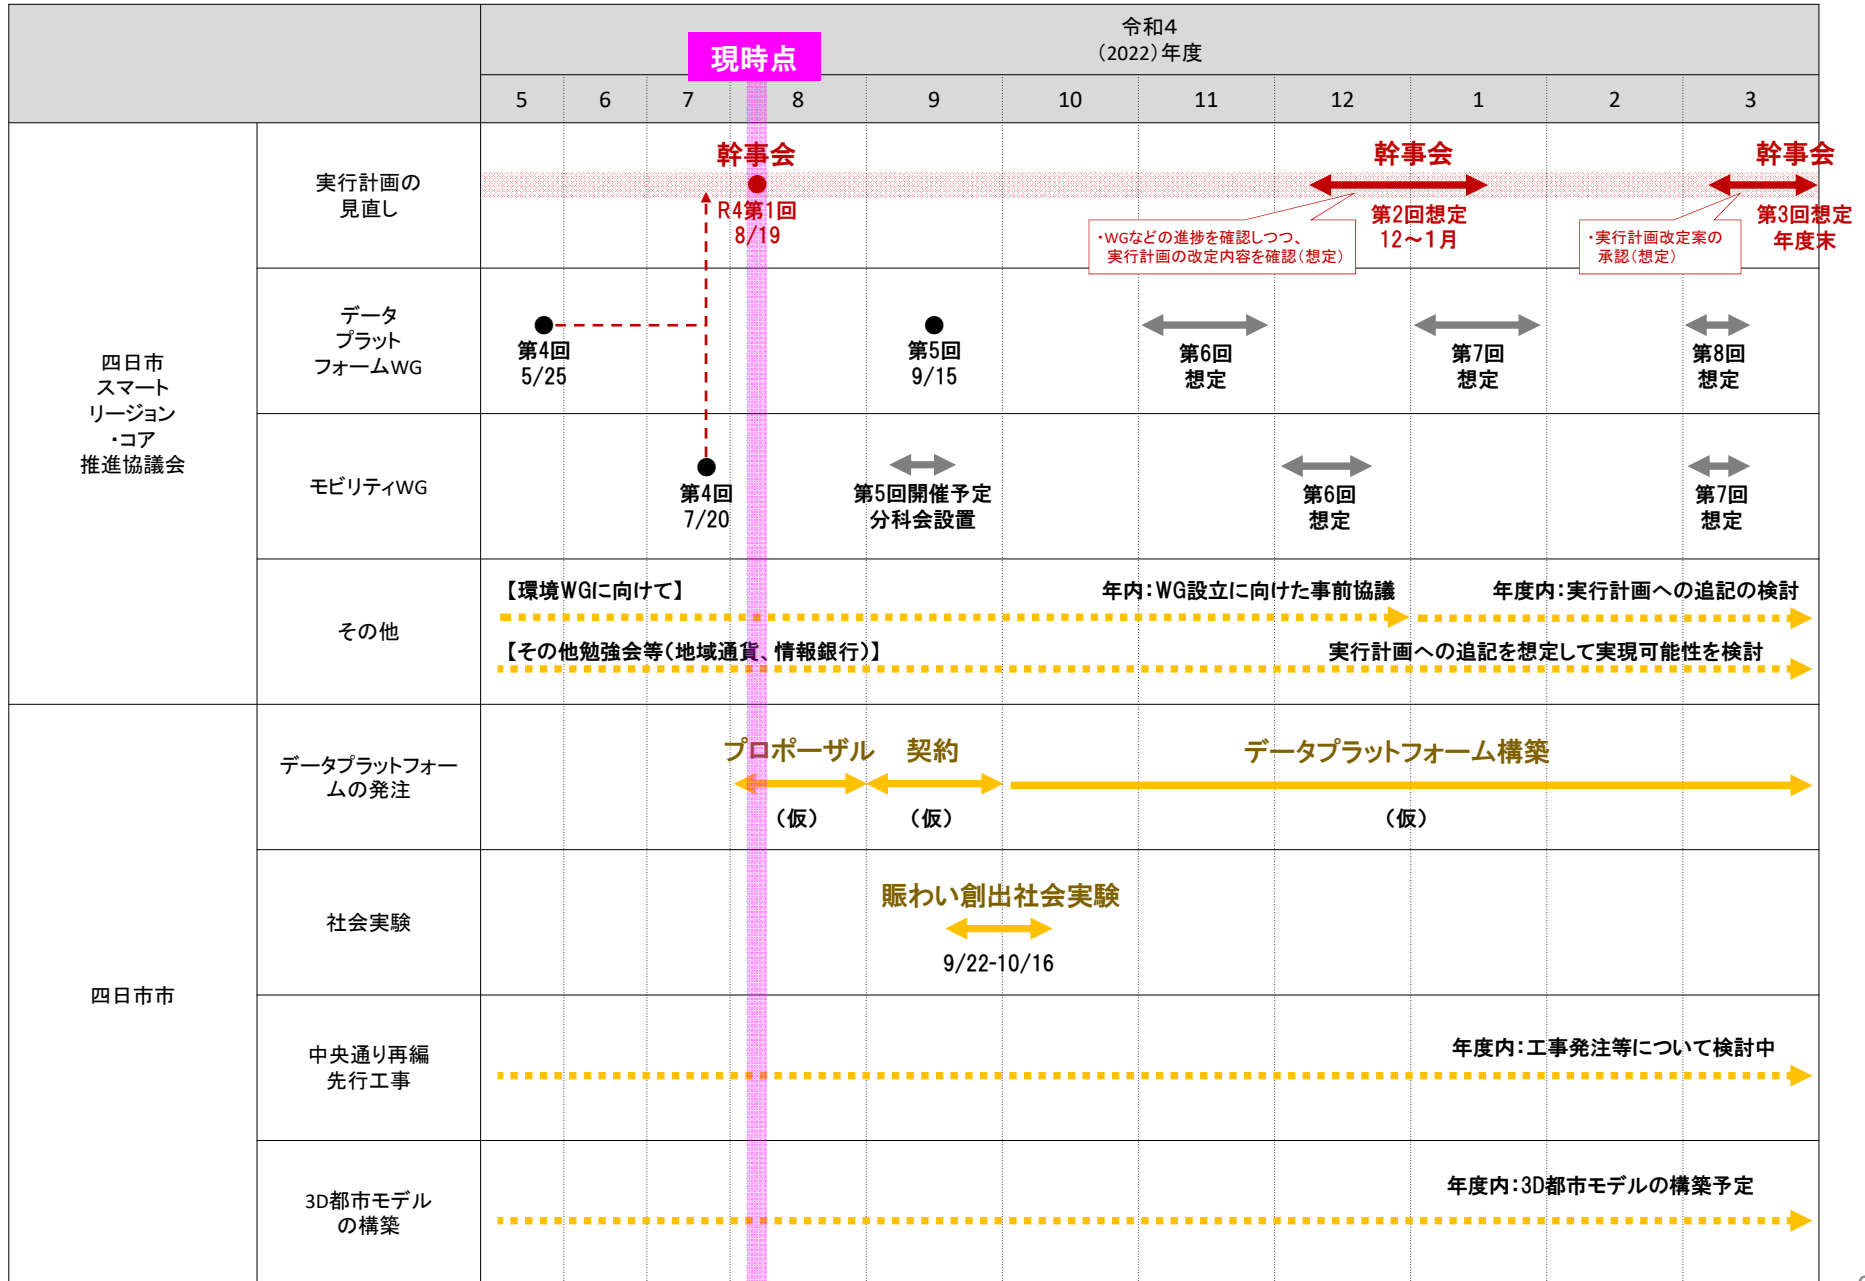 令和4
(2022)年度
現時点
5 6 7 8 9 10 11 12 1 2 3
四日市
スマート
リージョン
・コア
推進協議会
実行計画の
見直し
幹事会
R4第1回
8/19
幹事会
第2回想定
12~1月
・WGなどの進捗を確認しつつ、
実行計画の改定内容を確認(想定)
幹事会
第3回想定
年度末
・実行計画改定案の
承認(想定)
データ
プラット
フォームWG
第4回
5/25
第5回
9/15
第6回
想定
第7回
想定
第8回
想定
モビリティWG
第4回
7/20
第5回開催予定
分科会設置
第6回
想定
第7回
想定
その他
【環境WGに向けて】
年内:WG設立に向けた事前協議
年度内:実行計画への追記の検討
【その他勉強会等(地域通貨、情報銀行)】
実行計画への追記を想定して実現可能性を検討
四日市市
データプラットフォー
ムの発注
プロポーザル
(仮)
契約
(仮)
データプラットフォーム構築
(仮)
社会実験
賑わい創出社会実験
9/22-10/16
中央通り再編
先行工事
年度内:工事発注等について検討中
3D都市モデル
の構築
年度内:3D都市モデルの構築予定